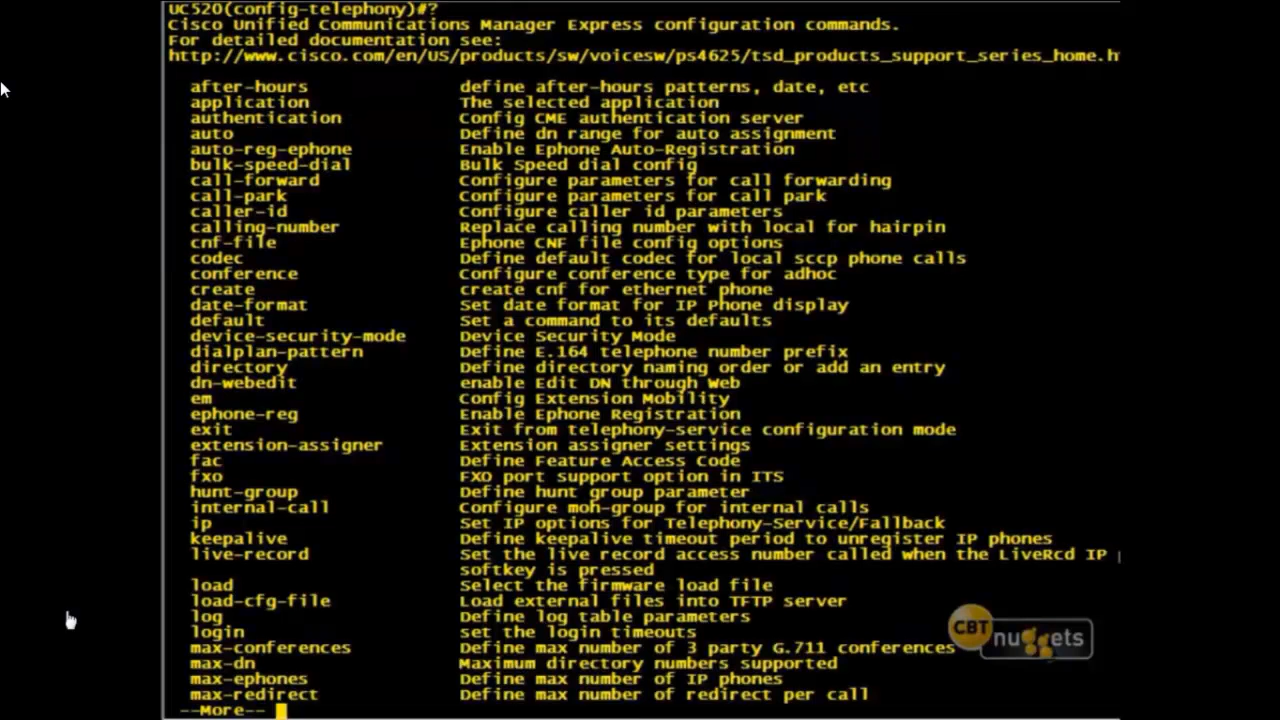 UC520(config-telephony)#?
Cisco Unified Communications Manager Express configuration commands.
For detailed documentation see:
http://www.cisco.com/en/US/products/sw/voicesw/ps4625/tsd_products_support_series_home.h
after-hours define after-hours patterns, date, etc
application The selected application
authentication Config CME authentication server
auto Define dn range for auto assignment
auto-reg-ephone Enable Ephone Auto-Registration
bulk-speed-dial Bulk Speed dial config
call-forward Configure parameters for call forwarding
call-park Configure parameters for call park
caller-id Configure caller id parameters
calling-number Replace calling number with local for hairpin
cnf-file Ephone CNF file config options
codec Define default codec for local sccp phone calls
conference Configure conference type for adhoc
create create cnf for ethernet phone
date-format Set date format for IP Phone display
default Set a command to its defaults
device-security-mode Device Security Mode
dialplan-pattern Define E.164 telephone number prefix
directory Define directory naming order or add an entry
dn-webedit enable Edit DN through Web
em Config Extension Mobility
ephone-reg Enable Ephone Registration
exit Exit from telephony-service configuration mode
extension-assigner Extension assigner settings
fac Define Feature Access Code
fxo FXO port support option in ITS
hunt-group Define hunt group parameter
internal-call Configure moh-group for internal calls
ip Set IP options for Telephony-Service/Fallback
keepalive Define keepalive timeout period to unregister IP phones
live-record Set the live record access number called when the LiveRcd IP
softkey is pressed
load Select the firmware load file
load-cfg-file Load external files into TFTP server
log Define log table parameters
login set the login timeouts
max-conferences Define max number of 3 party G.711 conferences
max-dn Maximum directory numbers supported
max-ephones Define max number of IP phones
max-redirect Define max number of redirect per call
--More--
CBT nuggets